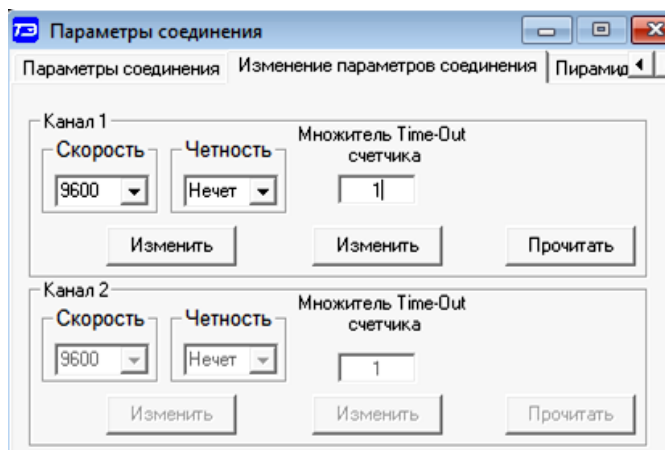 ТЭ Параметры соединения
Параметры соединения Изменение параметров соединения
Канал 1
Скорость Четность Множитель Time-Out счетчика
9600 Нечет 1
Изменить Изменить Прочитать
Канал 2
Скорость Четность Множитель Time-Out счетчика
9600 Нечет 1
Изменить Изменить Прочитать